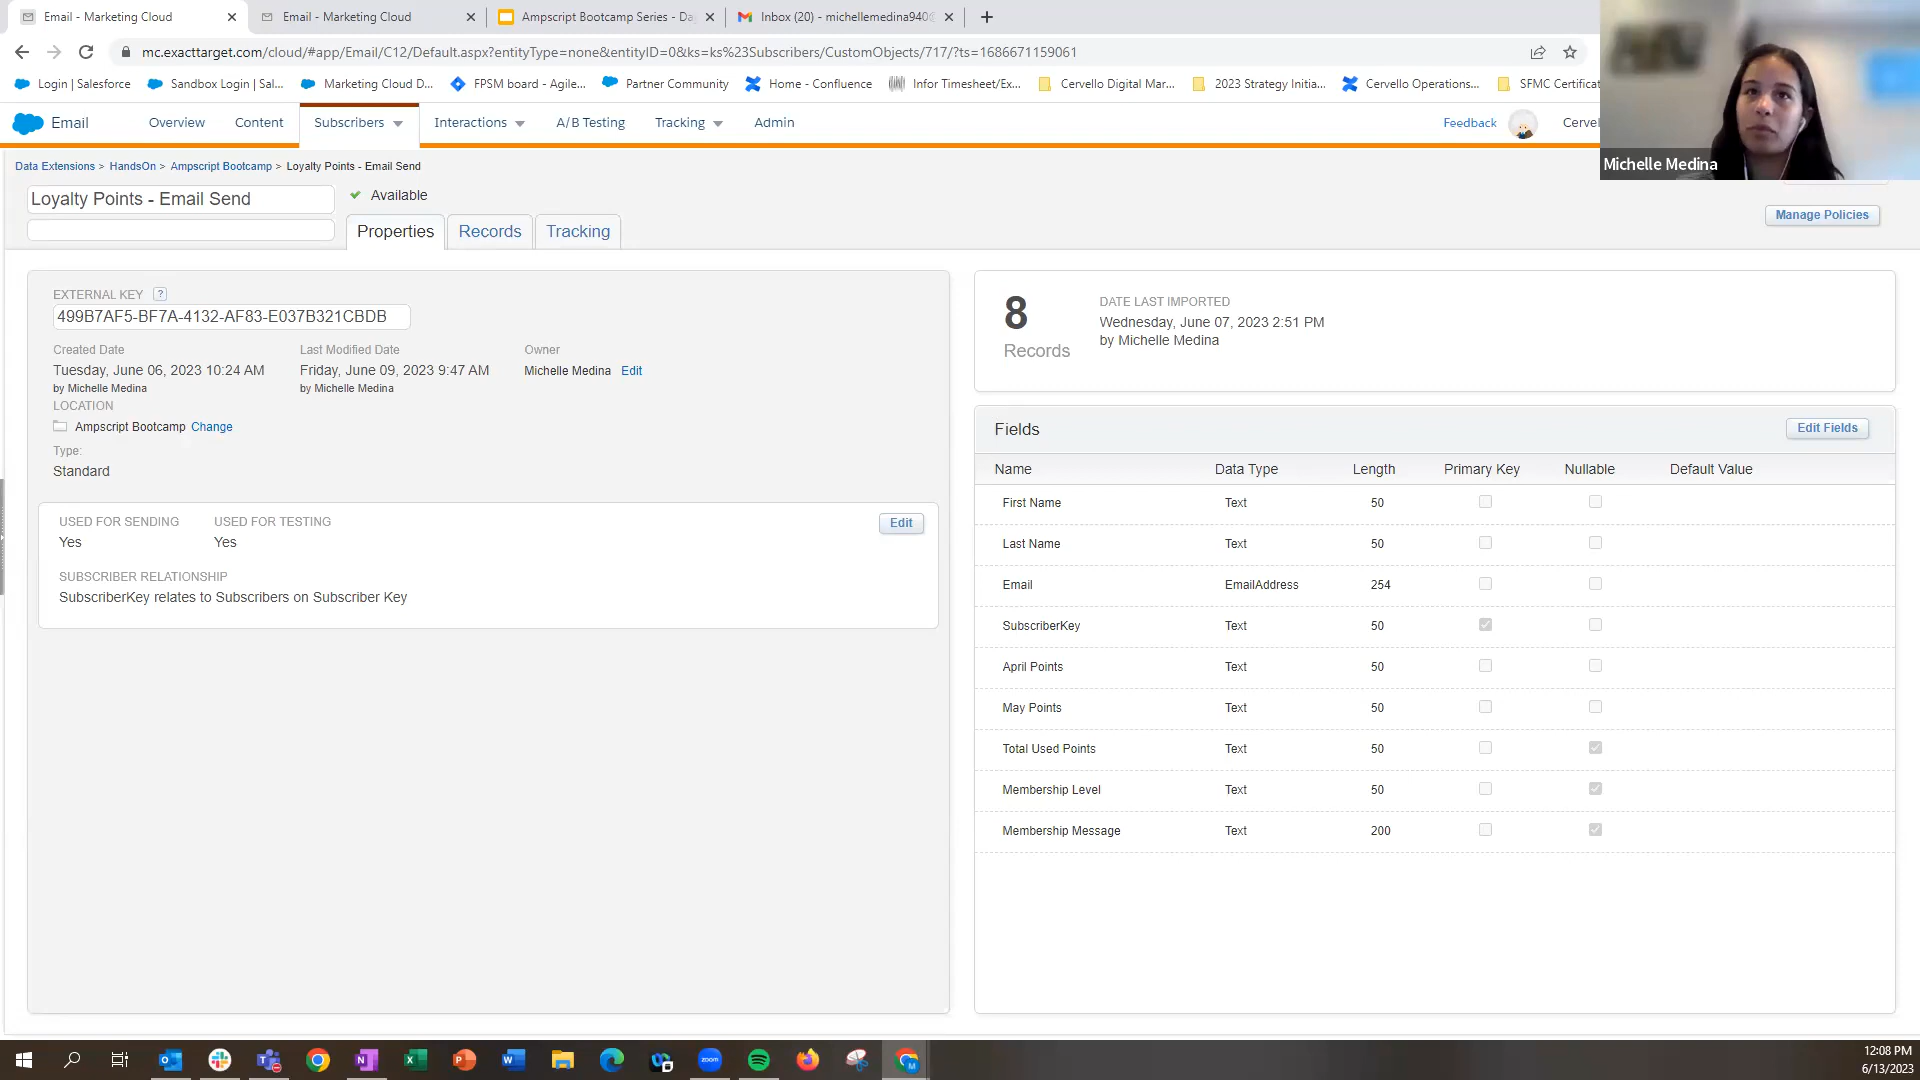 Email - Marketing Cloud
Email - Marketing Cloud
Ampscript Bootcamp Series - Da
Inbox (20) - michellemedina940
mc.exacttarget.com/cloud/#app/Email/C12/Default.aspx?entityType=none&entityID=0&ks=ks%23Subscribers/CustomObjects/717/?ts=1686671159061
Login | Salesforce
Sandbox Login | Sal...
Marketing Cloud D...
FPSM board - Agile...
Partner Community
Home - Confluence
Infor Timesheet/Ex...
Cervello Digital Mar...
2023 Strategy Initia...
Cervello Operations...
SFMC Certificat
Email
Overview
Content
Subscribers
Interactions
A/B Testing
Tracking
Admin
Feedback
Cervel
Michelle Medina
Data Extensions > HandsOn > Ampscript Bootcamp > Loyalty Points - Email Send
Loyalty Points - Email Send
Available
Properties
Records
Tracking
Manage Policies
EXTERNAL KEY ?
499B7AF5-BF7A-4132-AF83-E037B321CBDB
Created Date
Last Modified Date
Owner
Tuesday, June 06, 2023 10:24 AM
Friday, June 09, 2023 9:47 AM
Michelle Medina Edit
by Michelle Medina
by Michelle Medina
LOCATION
Ampscript Bootcamp Change
Type:
Standard
USED FOR SENDING
USED FOR TESTING
Edit
Yes
Yes
SUBSCRIBER RELATIONSHIP
SubscriberKey relates to Subscribers on Subscriber Key
8
Records
DATE LAST IMPORTED
Wednesday, June 07, 2023 2:51 PM
by Michelle Medina
Fields
Edit Fields
Name Data Type Length Primary Key Nullable Default Value
First Name Text 50
Last Name Text 50
Email EmailAddress 254
SubscriberKey Text 50
April Points Text 50
May Points Text 50
Total Used Points Text 50
Membership Level Text 50
Membership Message Text 200
zoom
12:08 PM
6/13/2023